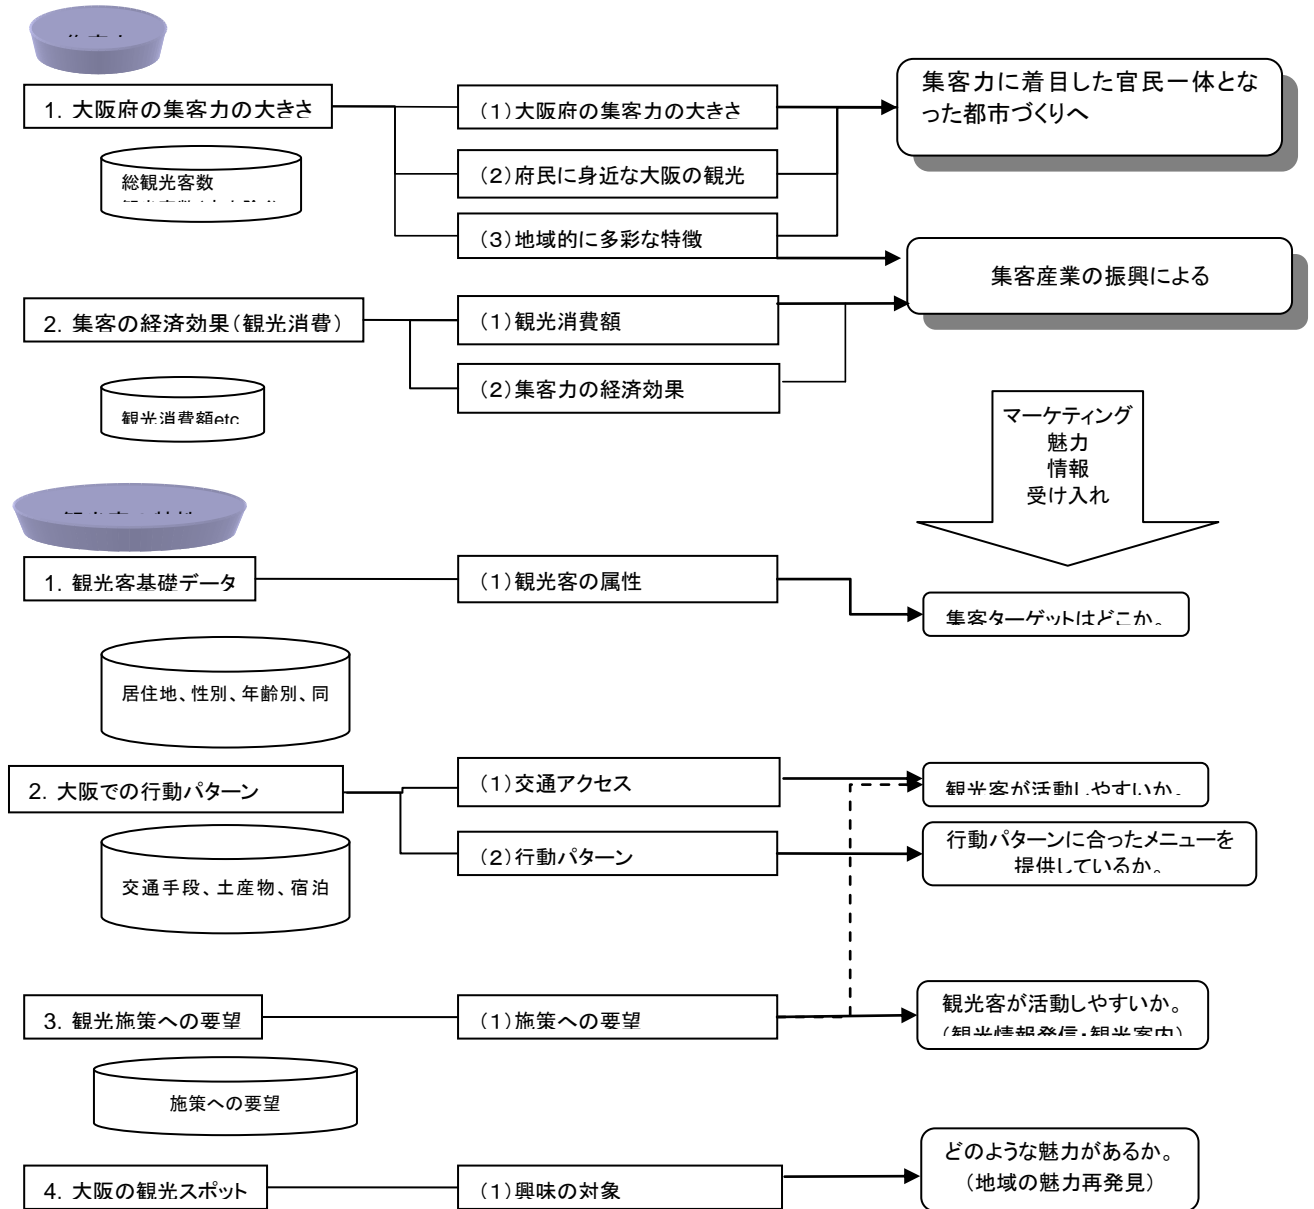 1. 大阪府の集客力の大きさ
(1)大阪府の集客力の大きさ
集客力に着目した官民一体とな
った都市づくりへ
総観光客数
(2)府民に身近な大阪の観光
(3)地域的に多彩な特徴
集客産業の振興による
2. 集客の経済効果(観光消費)
(1)観光消費額
(2)集客力の経済効果
観光消費額etc
マーケティング
魅力
情報
受け入れ
1. 観光客基礎データ
(1)観光客の属性
集客ターゲットはどこか。
居住地、性別、年齢別、同
2. 大阪での行動パターン
(1)交通アクセス
観光客が活動しやすいか。
(2)行動パターン
行動パターンに合ったメニューを
提供しているか。
交通手段、土産物、宿泊
3. 観光施策への要望
(1)施策への要望
観光客が活動しやすいか。
(観光情報発信・観光案内)
施策への要望
4. 大阪の観光スポット
(1)興味の対象
どのような魅力があるか。
(地域の魅力再発見)